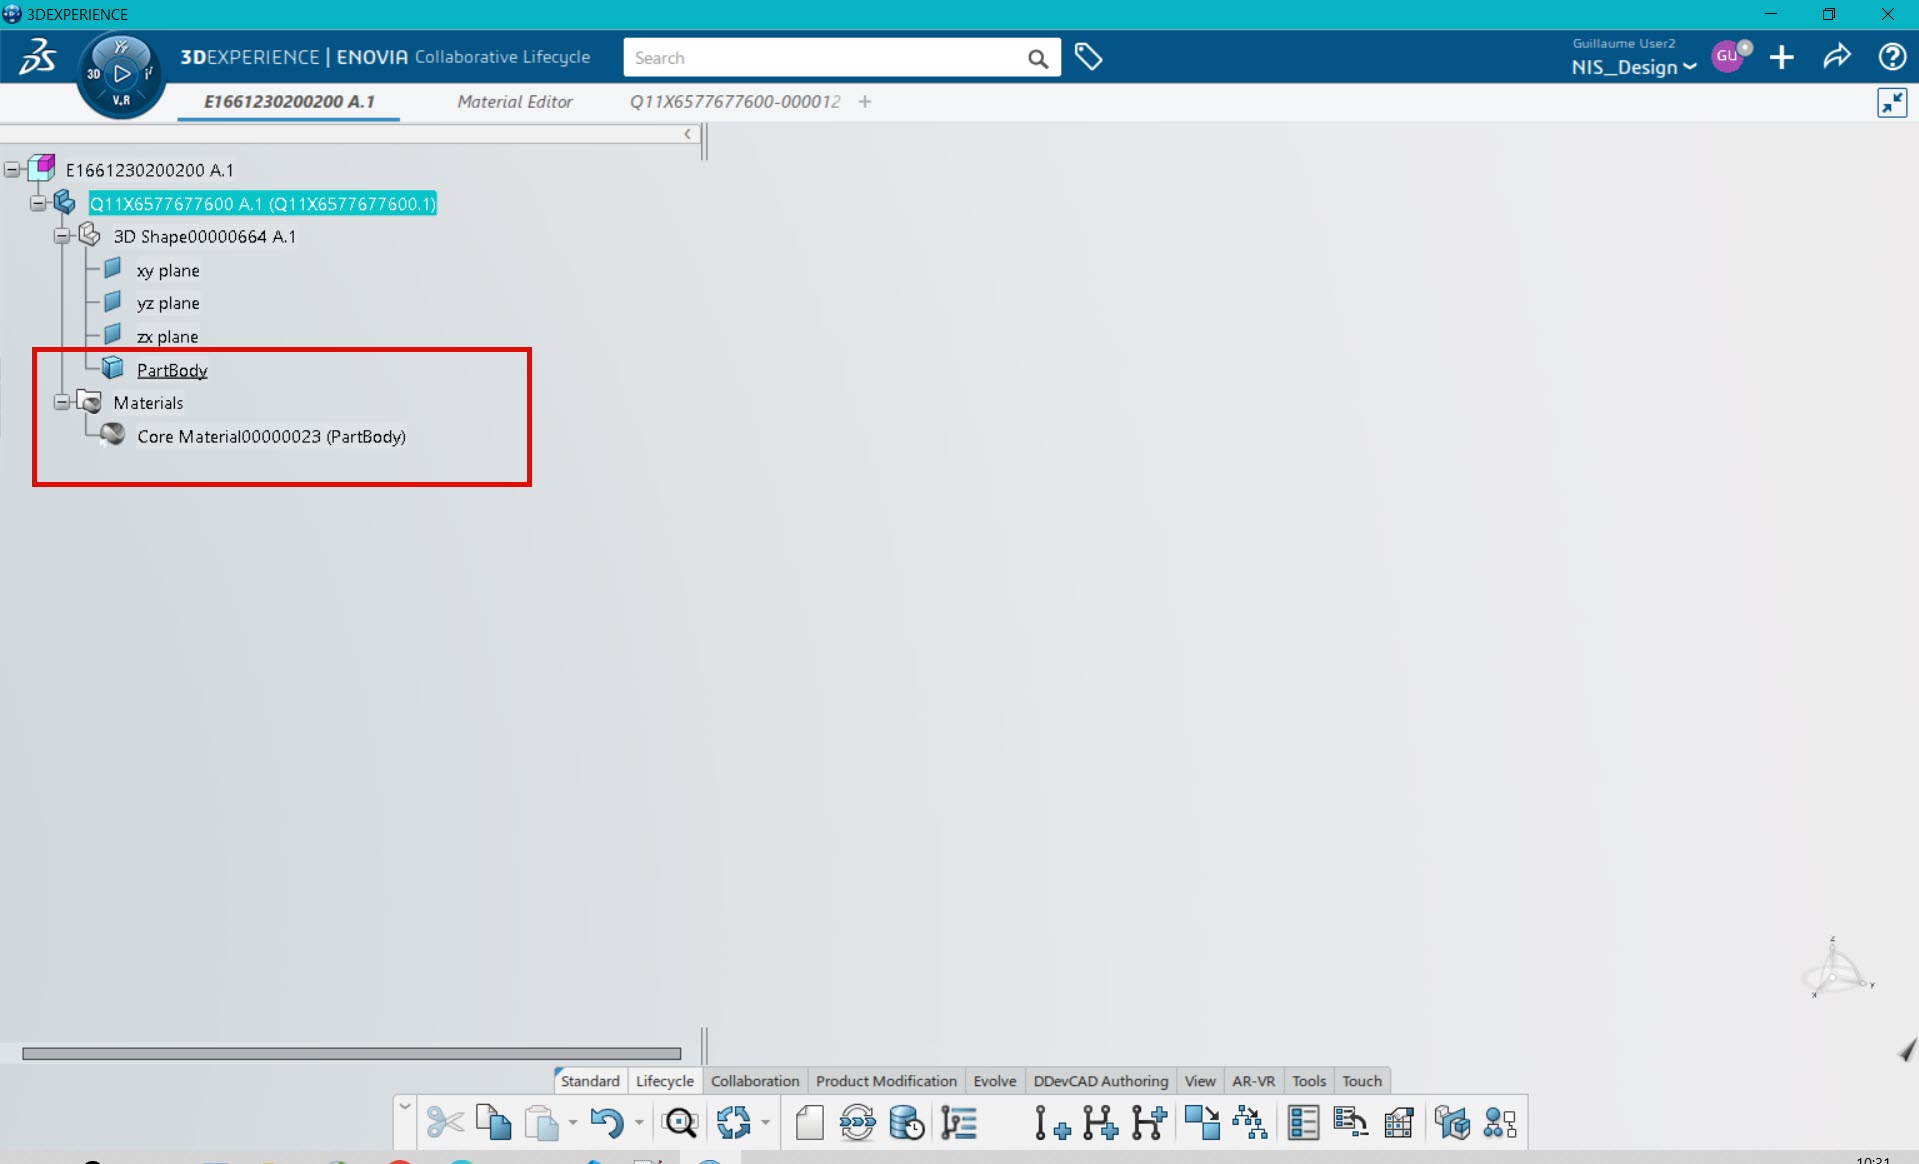 3DEXPERIENCE
3DEXPERIENCE | ENOVIA Collaborative Lifecycle
Search
Guillaume User2
NIS_Design
GU
3D
V.R
E1661230200200 A.1
Material Editor
Q11X6577677600-000012
E1661230200200 A.1
Q11X6577677600 A.1 (Q11X6577677600.1)
3D Shape00000664 A.1
xy plane
yz plane
zx plane
PartBody
Materials
Core Material00000023 (PartBody)
Z
X
Y
Standard
Lifecycle
Collaboration
Product Modification
Evolve
DDevCAD Authoring
View
AR-VR
Tools
Touch
10:31